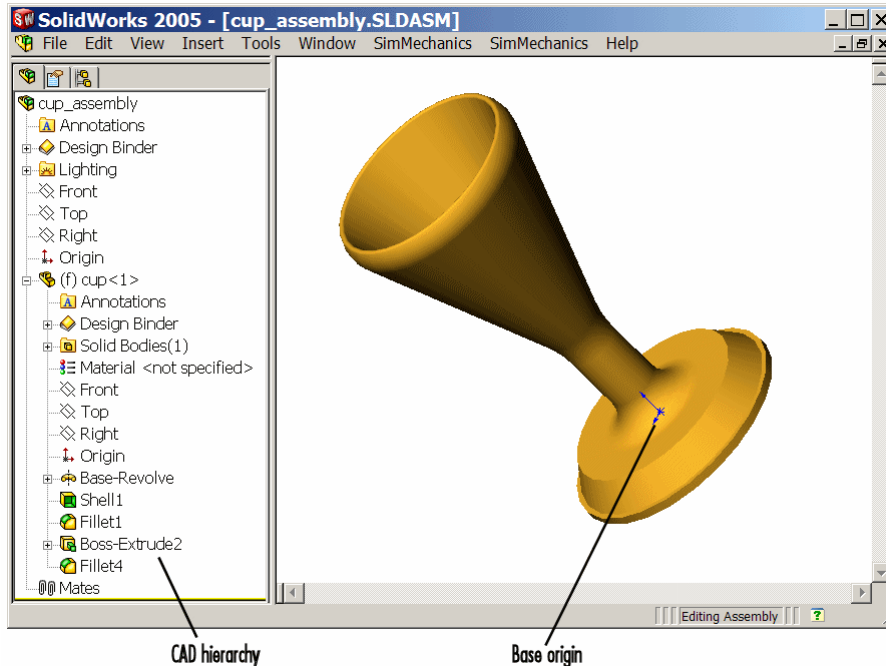 SolidWorks 2005 - [cup_assembly.SLDASM]
File Edit View Insert Tools Window SimMechanics SimMechanics Help
cup_assembly
Annotations
Design Binder
Lighting
Front
Top
Right
Origin
(f) cup<1>
Annotations
Design Binder
Solid Bodies(1)
Material <not specified>
Front
Top
Right
Origin
Base-Revolve
Shell1
Fillet1
Boss-Extrude2
Fillet4
Mates
Editing Assembly
CAD hierarchy Base origin